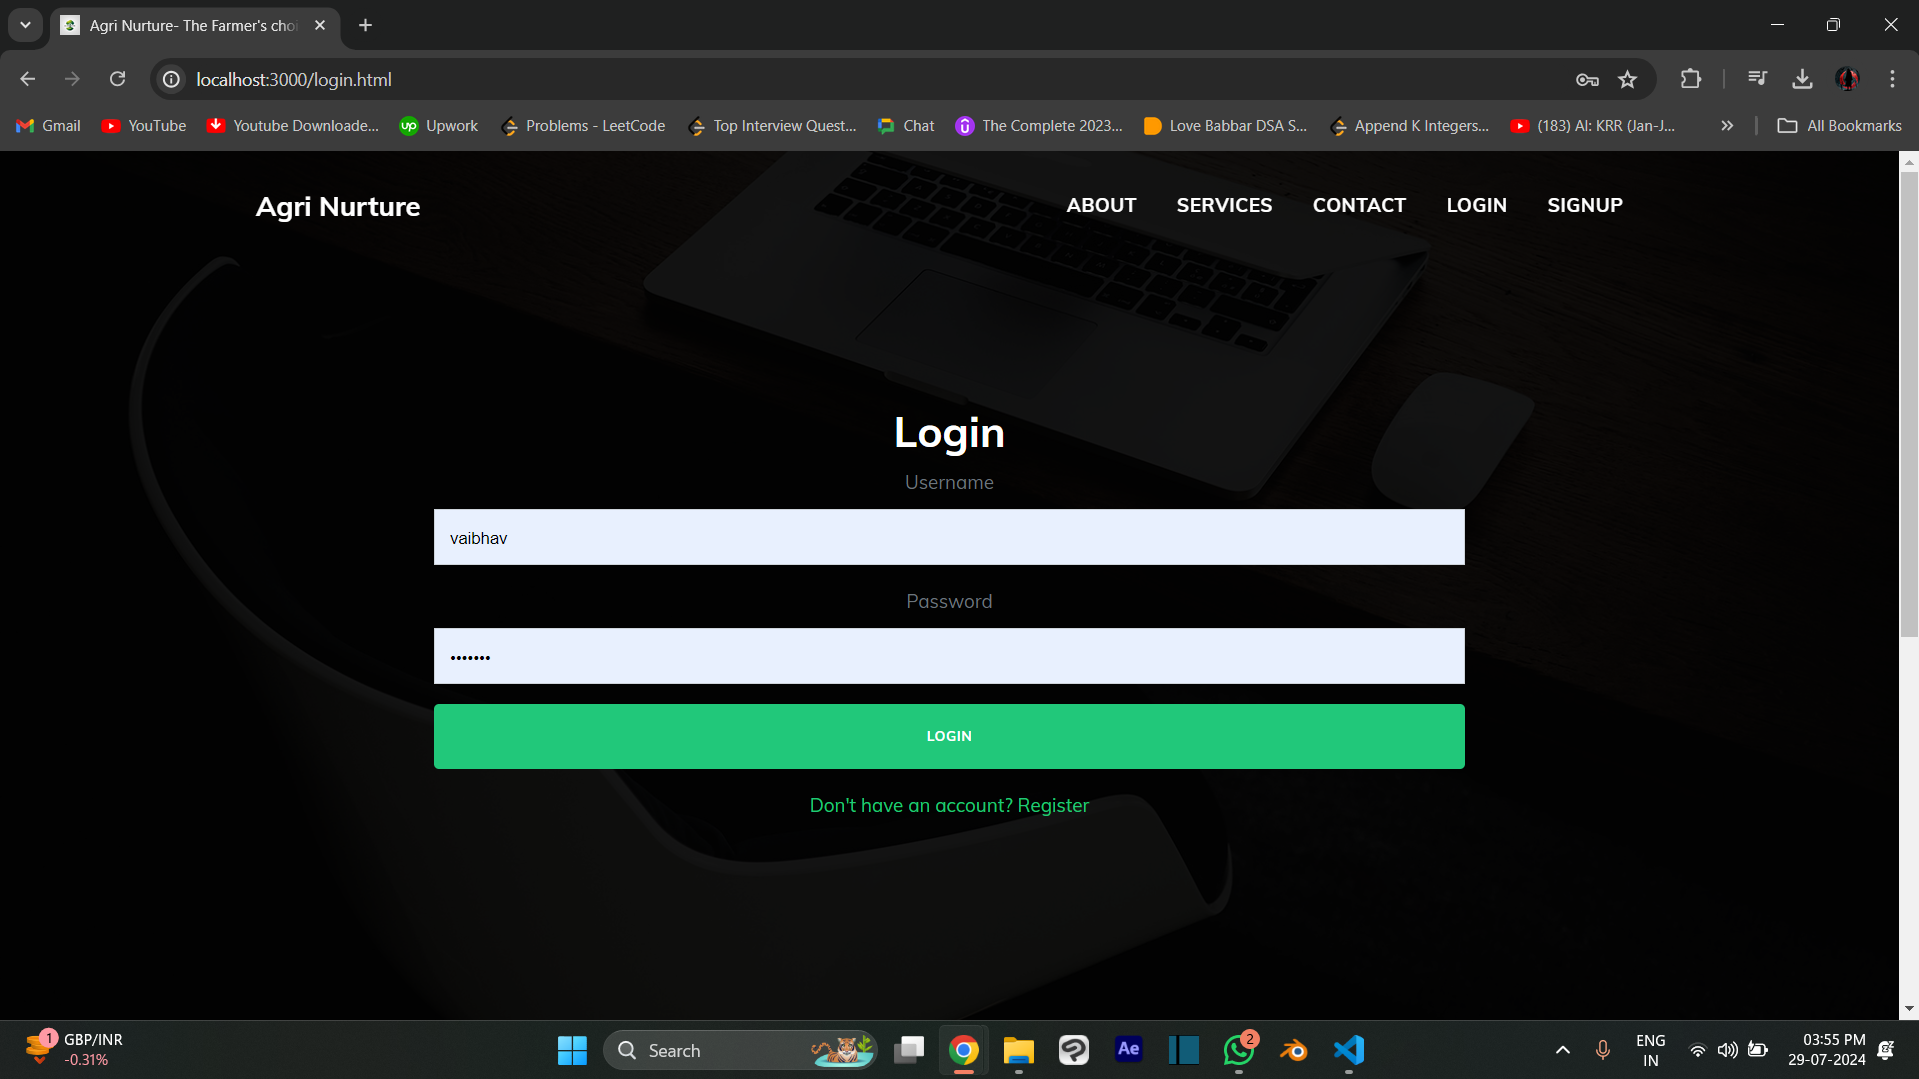 Agri Nurture- The Farmer's choi
localhost:3000/login.html
Gmail YouTube Youtube Downloade... Upwork Problems - LeetCode Top Interview Quest... Chat The Complete 2023... Love Babbar DSA S... Append K Integers... (183) AI: KRR (Jan-J... All Bookmarks
Agri Nurture ABOUT SERVICES CONTACT LOGIN SIGNUP
Login
Username
vaibhav
Password
•••••••
LOGIN
Don't have an account? Register
1 GBP/INR
-0.31%
Search
Ae
2
ENG
IN
03:55 PM
29-07-2024